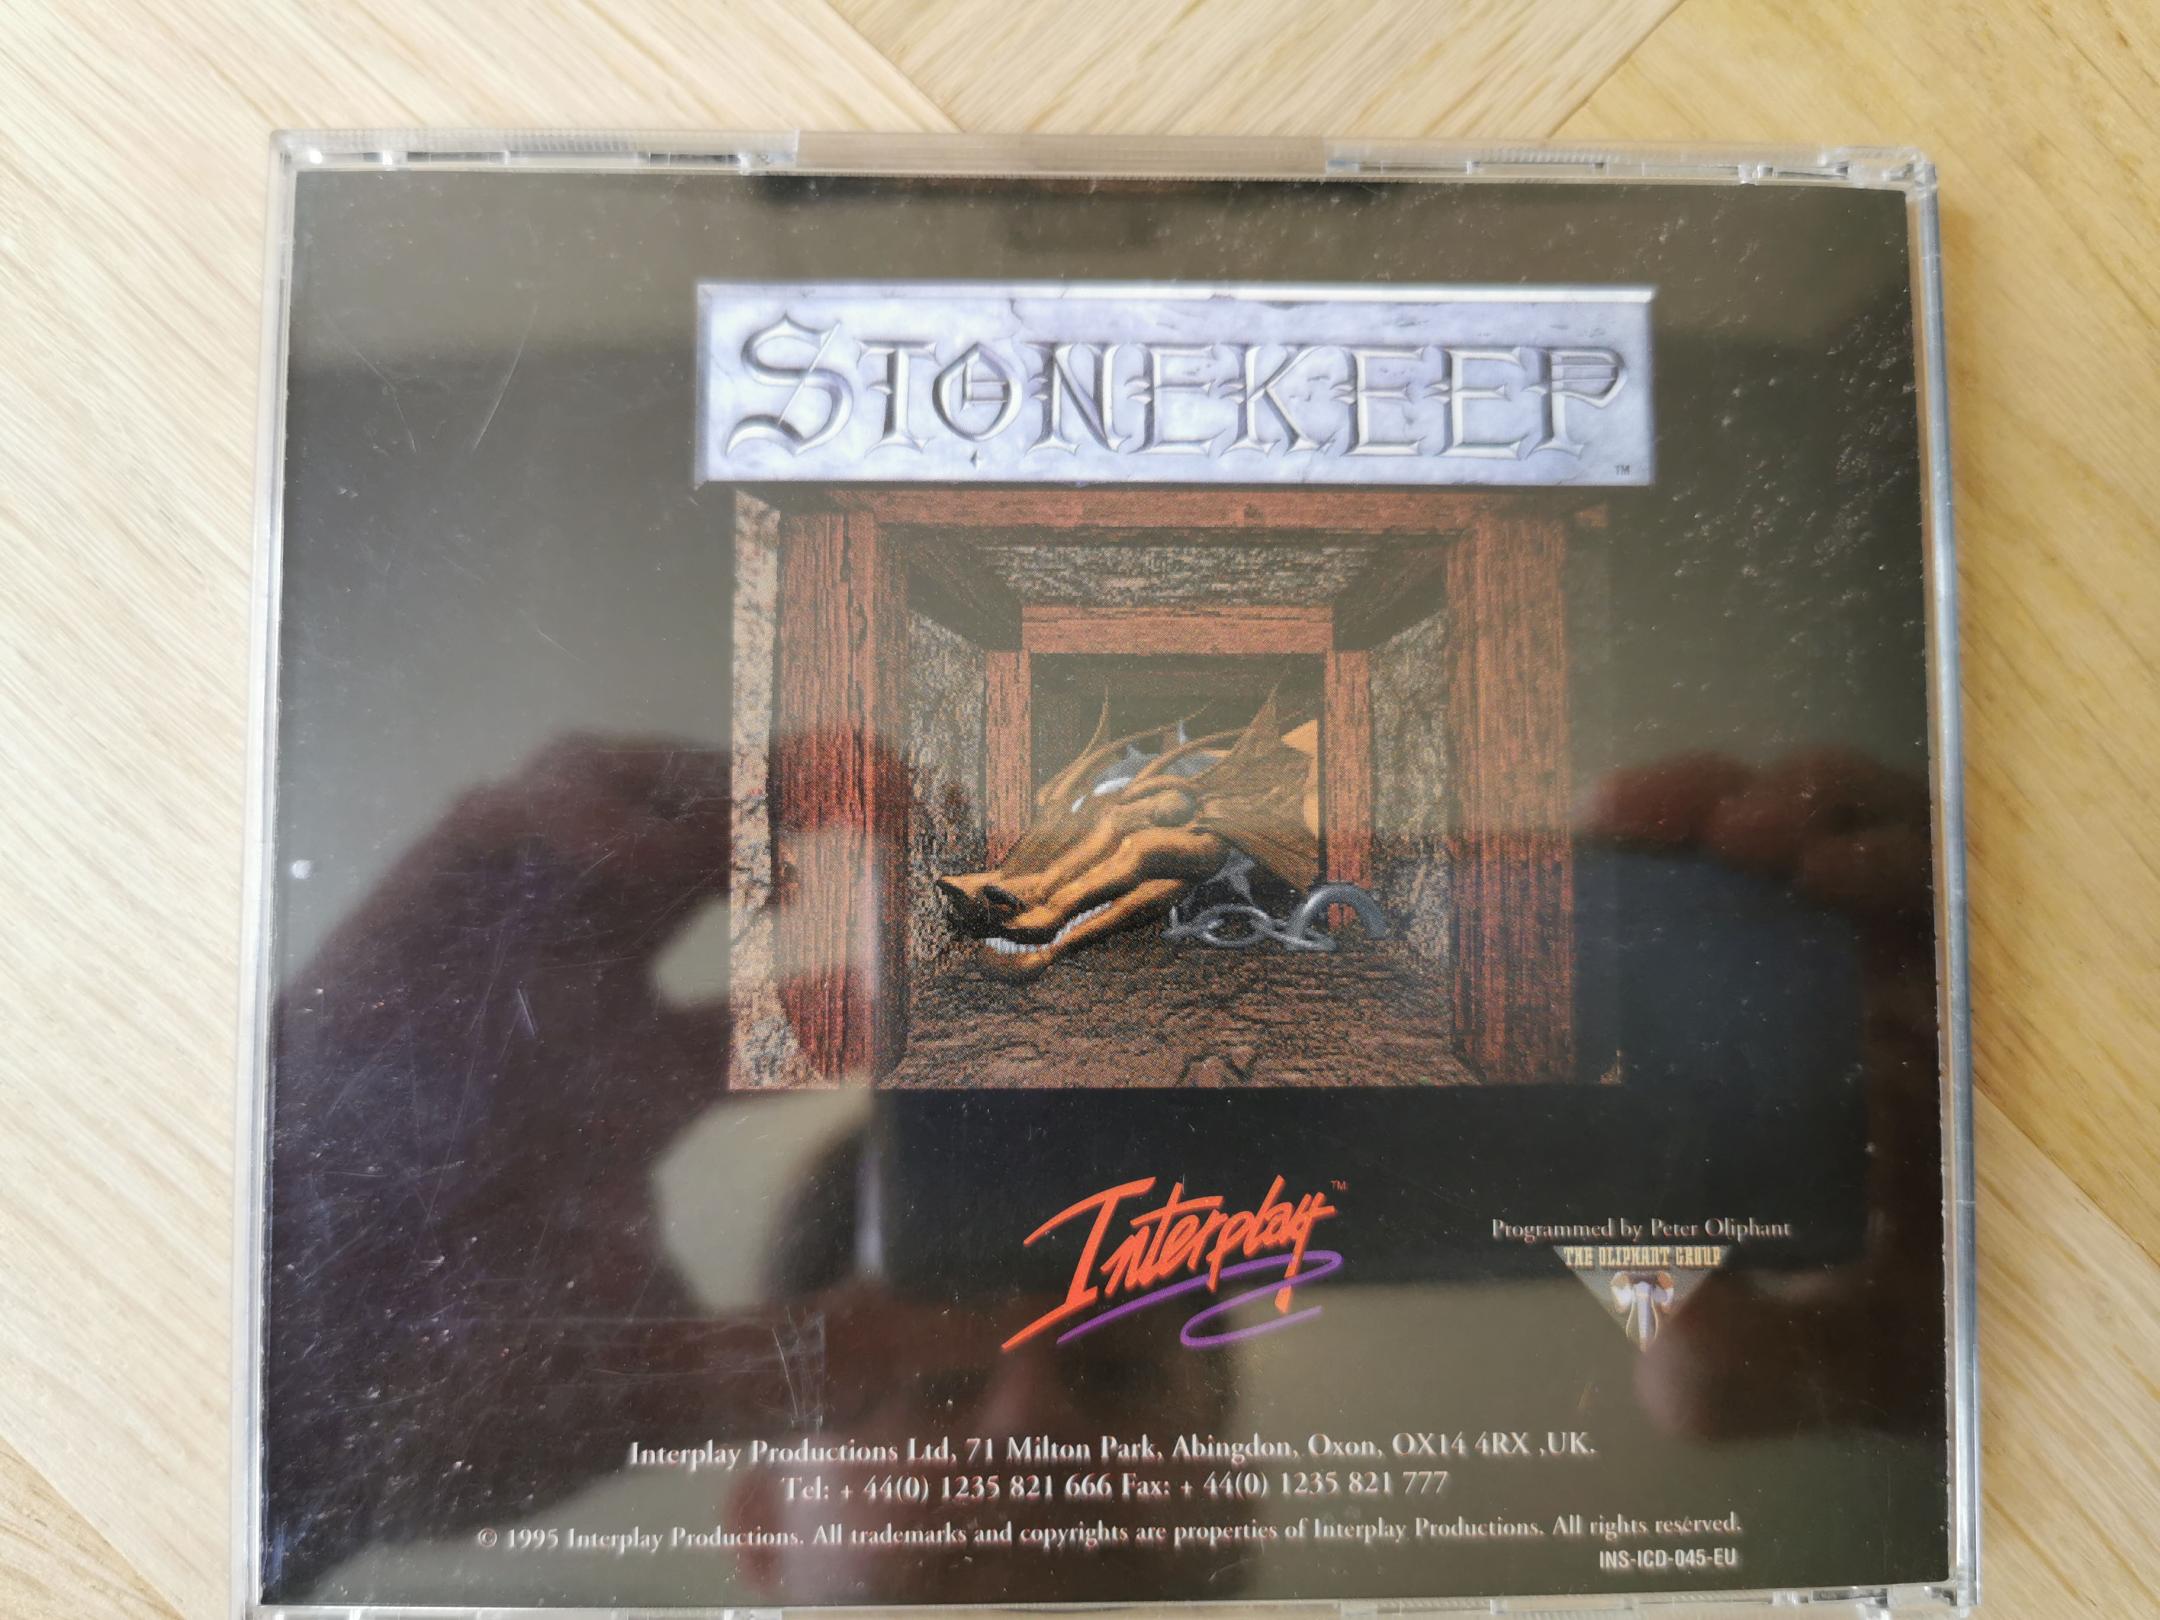 STONEKEEP
TM
Interplay TM
Programmed by Peter Oliphant
THE OLIPHANT GROUP
Interplay Productions Ltd, 71 Milton Park, Abingdon, Oxon, OX14 4RX ,UK.
Tel: + 44(0) 1235 821 666 Fax: + 44(0) 1235 821 777
© 1995 Interplay Productions. All trademarks and copyrights are properties of Interplay Productions. All rights reserved.
INS-ICD-045-EU